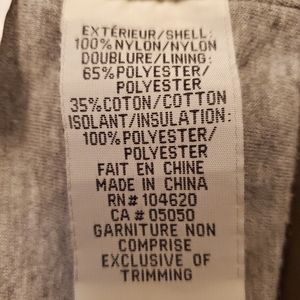 EXTÉRIEUR/SHELL:
100%NYLON/NYLON
DOUBLURE/LINING:
65%POLYESTER/
POLYESTER
35%COTON/COTTON
ISOLANT/INSULATION:
100%POLYESTER/
POLYESTER
FAIT EN CHINE
MADE IN CHINA
RN# 104620
CA# 05050
GARNITURE NON
COMPRISE
EXCLUSIVE OF
TRIMMING